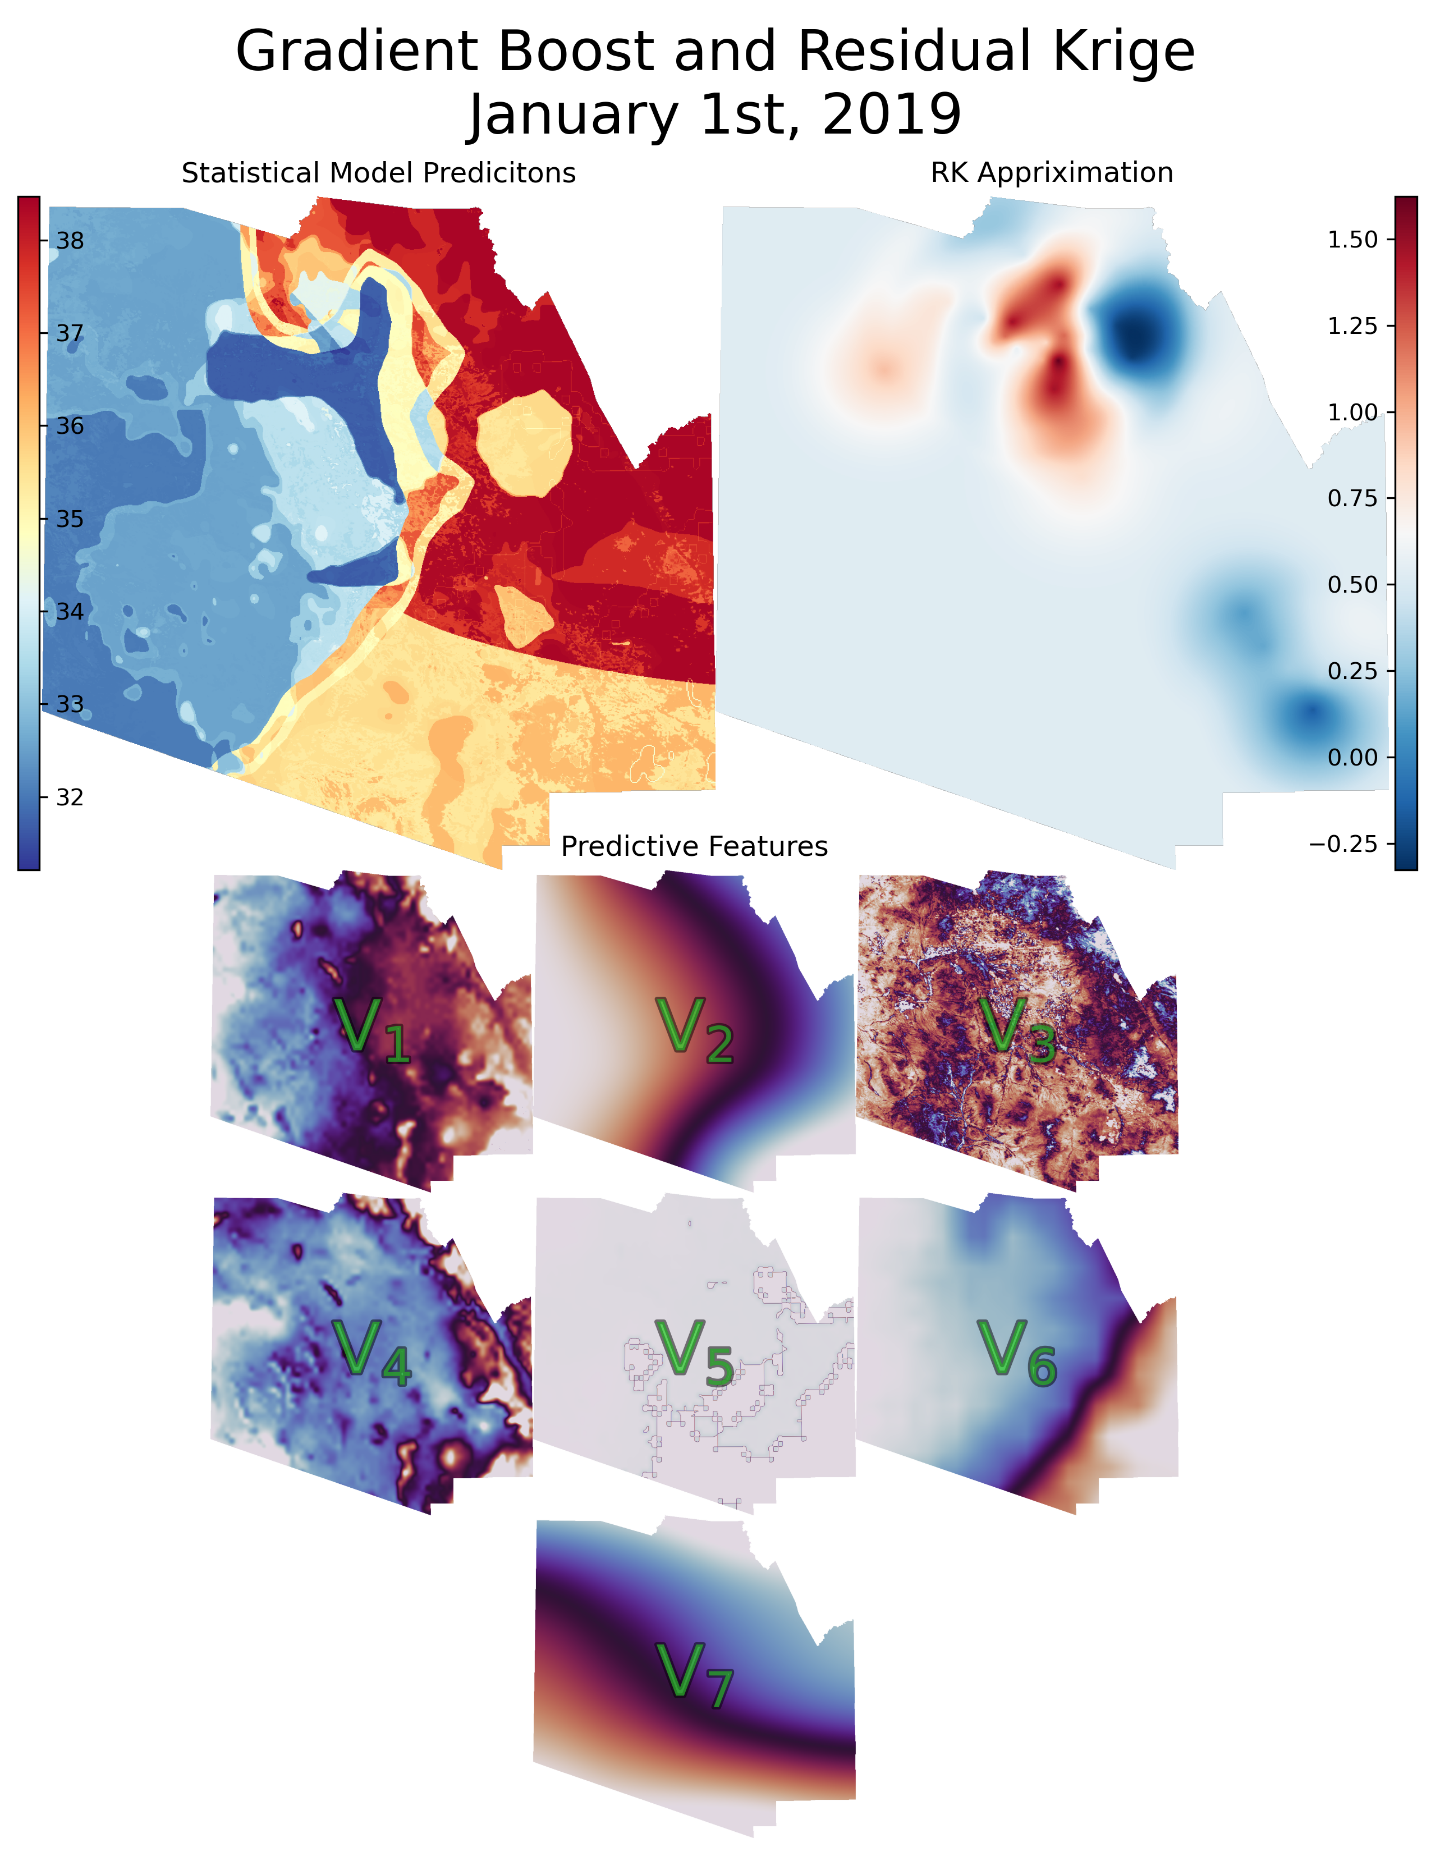 Gradient Boost and Residual Krige
January 1st, 2019
Statistical Model Predicitons
RK Appriximation
38
37
36
35
34
33
32
1.50
1.25
1.00
0.75
0.50
0.25
0.00
−0.25
Predictive Features
V1
V2
V3
V4
V5
V6
V7